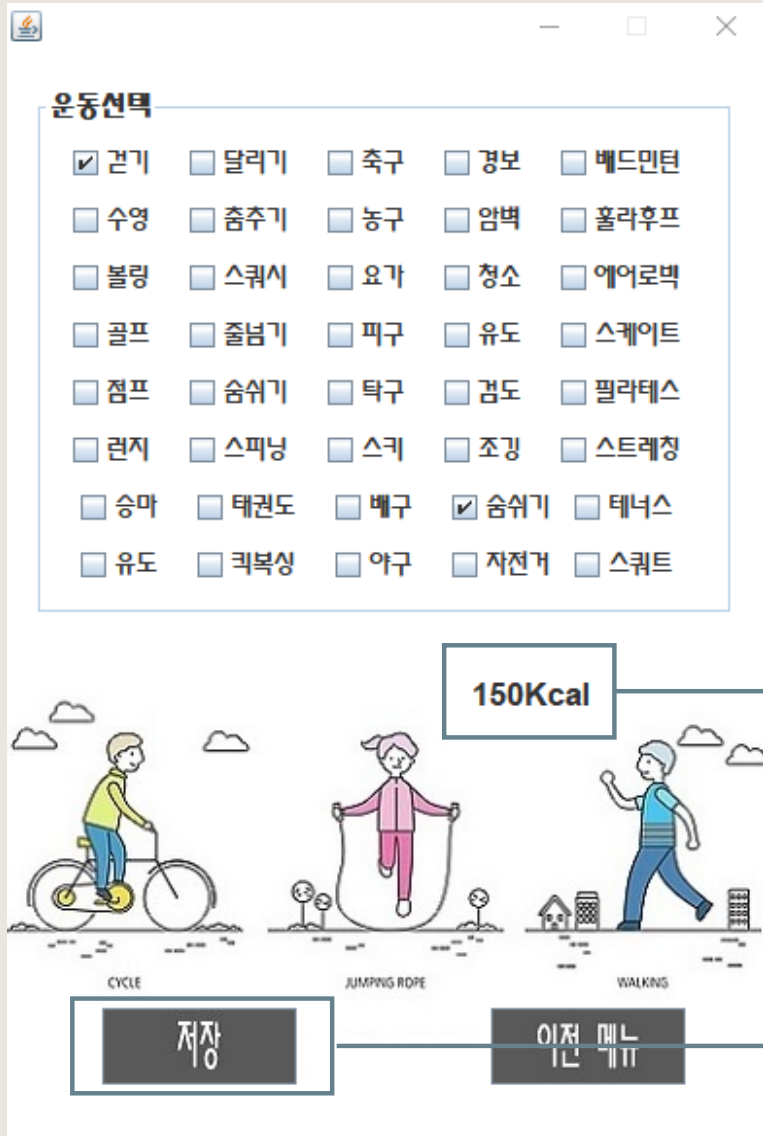 운동선택
걷기 달리기 축구 경보 배드민턴
수영 춤추기 농구 암벽 훌라후프
볼링 스쿼시 요가 청소 에어로빅
골프 줄넘기 피구 유도 스케이트
점프 숨쉬기 탁구 검도 필라테스
런지 스피닝 스키 조깅 스트레칭
승마 태권도 배구 숨쉬기 테너스
유도 킥복싱 야구 자전거 스쿼트
150Kcal
CYCLE JUMPING ROPE WALKING
저장 이전 메뉴